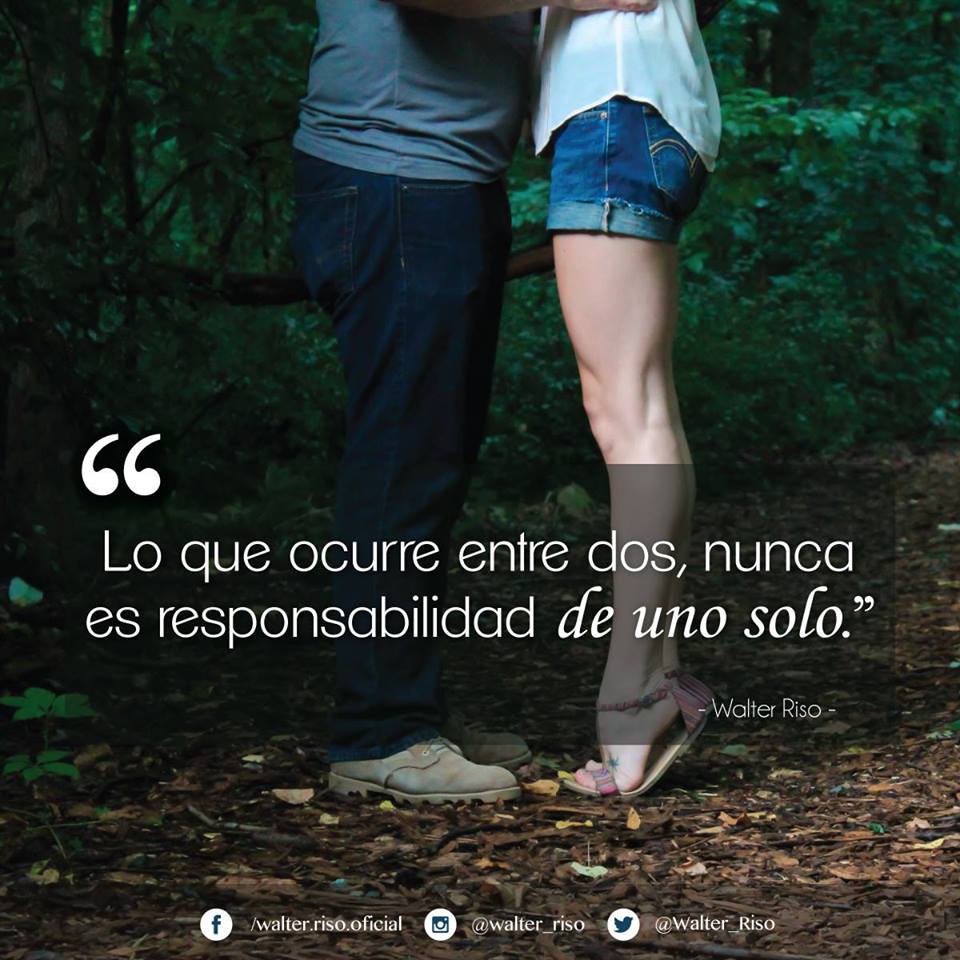 “
Lo que ocurre entre dos, nunca
es responsabilidad de uno solo.”
- Walter Riso -
/walter.riso.oficial @walter_riso @Walter_Riso